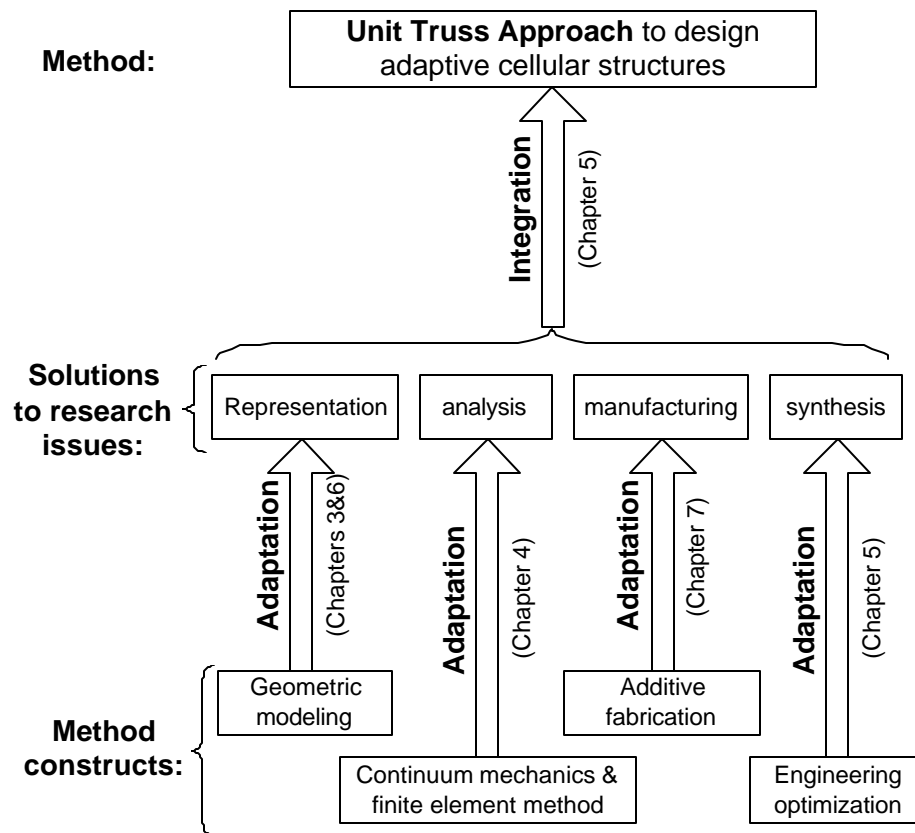 Unit Truss Approach to design
adaptive cellular structures
Method:
Integration
(Chapter 5)
Solutions
to research
issues:
Representation
analysis
manufacturing
synthesis
Adaptation
(Chapters 3&6)
Adaptation
(Chapter 4)
Adaptation
(Chapter 7)
Adaptation
(Chapter 5)
Method
constructs:
Geometric
modeling
Additive
fabrication
Continuum mechanics &
finite element method
Engineering
optimization